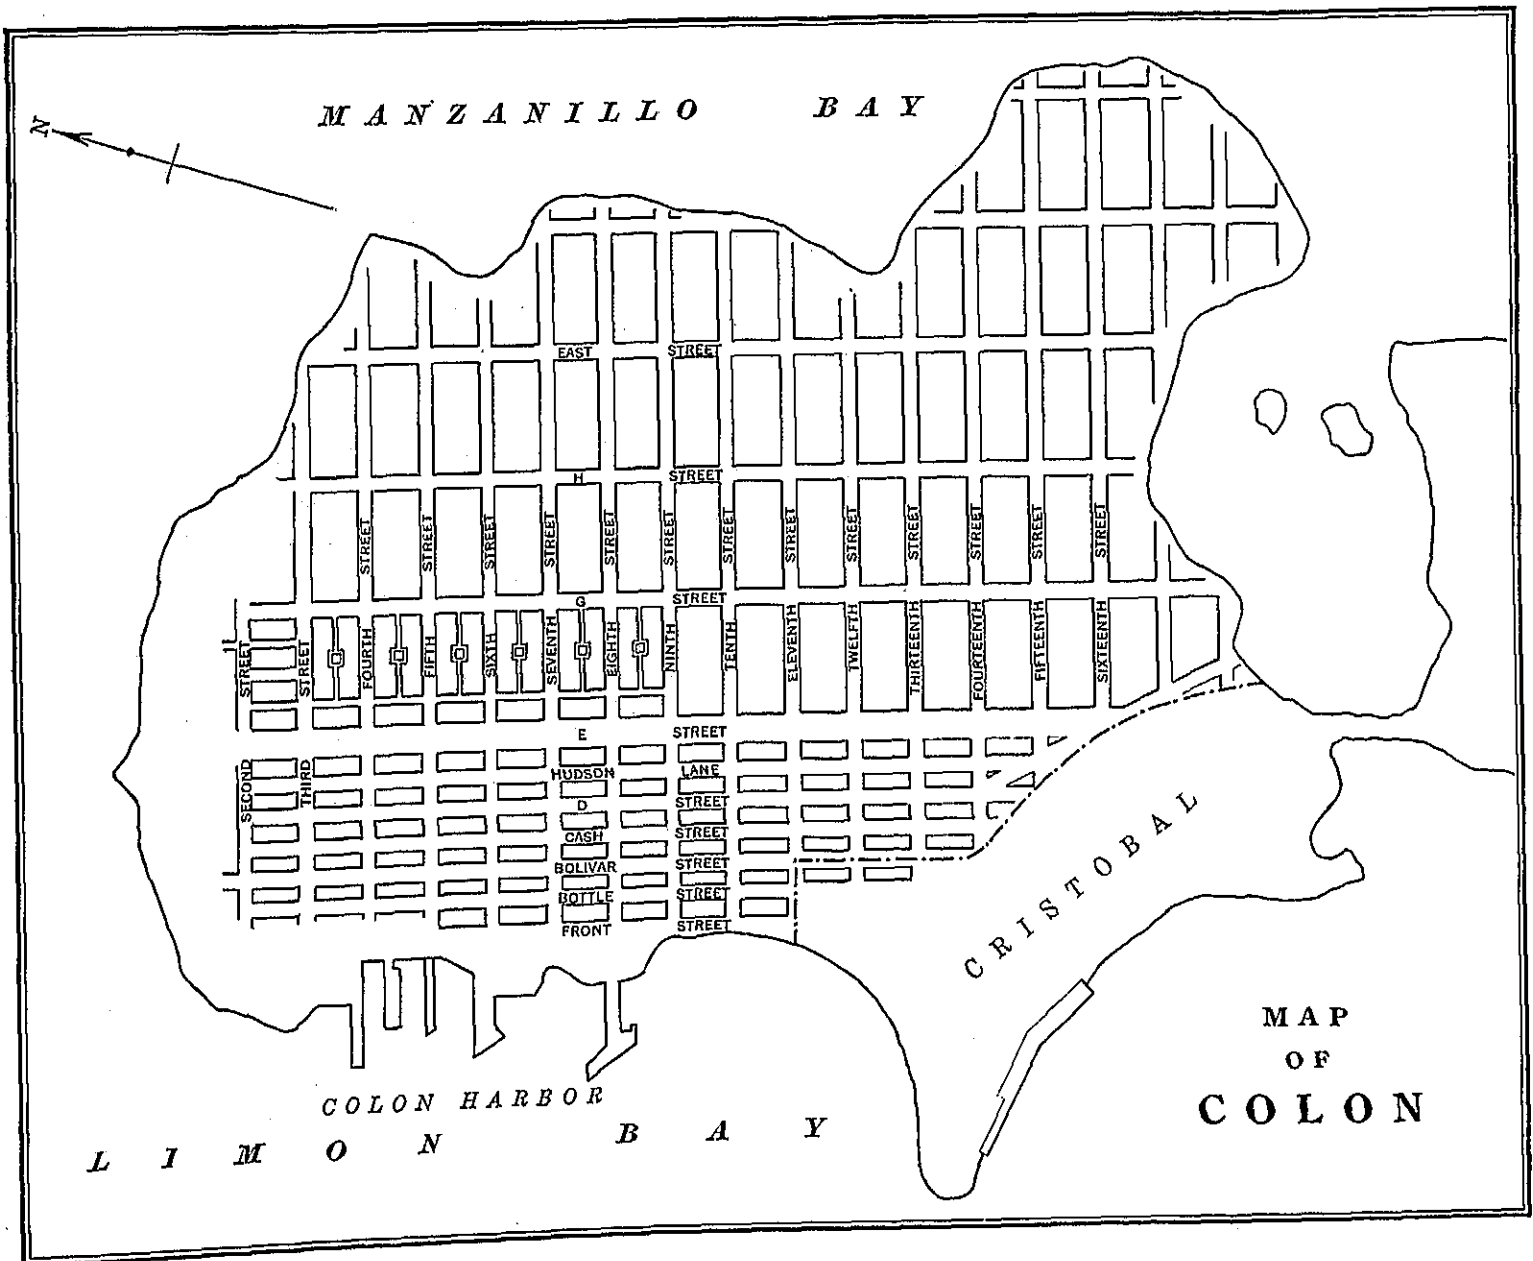 MANZANILLO BAY
N
EAST STREET
H STREET
STREET
STREET
STREET
STREET
STREET
STREET
STREET
STREET
STREET
STREET
STREET
STREET
STREET
G STREET
SECOND STREET
THIRD STREET
FOURTH
FIFTH
SIXTH
SEVENTH
EIGHTH
NINTH
TENTH
ELEVENTH
TWELFTH
THIRTEENTH
FOURTEENTH
FIFTEENTH
SIXTEENTH
E STREET
HUDSON LANE
D STREET
CASH STREET
BOLIVAR STREET
BOTTLE STREET
FRONT STREET
CRISTOBAL
COLON HARBOR
LIMON BAY
MAP
OF
COLON